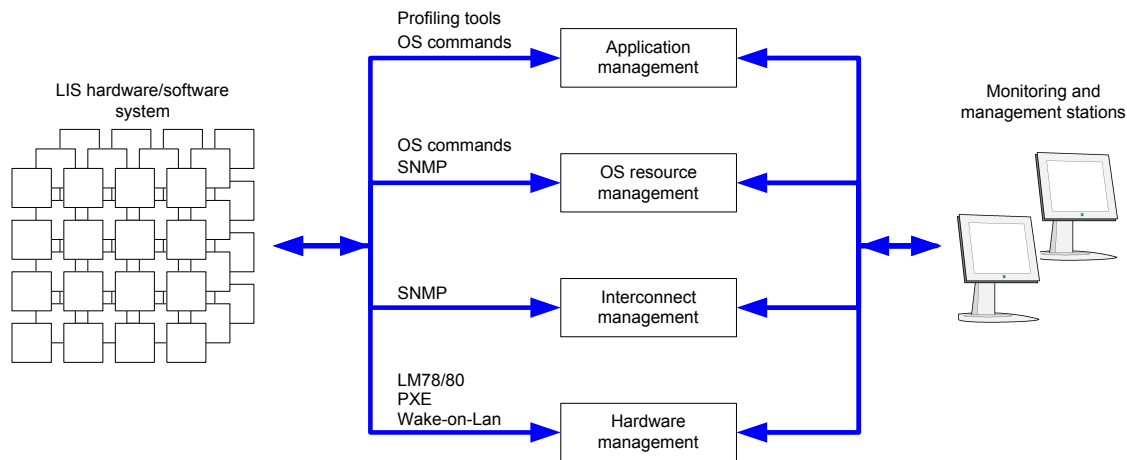 Profiling tools
OS commands
Application
management
LIS hardware/software
system
Monitoring and
management stations
OS commands
SNMP
OS resource
management
SNMP
Interconnect
management
LM78/80
PXE
Wake-on-Lan
Hardware
management